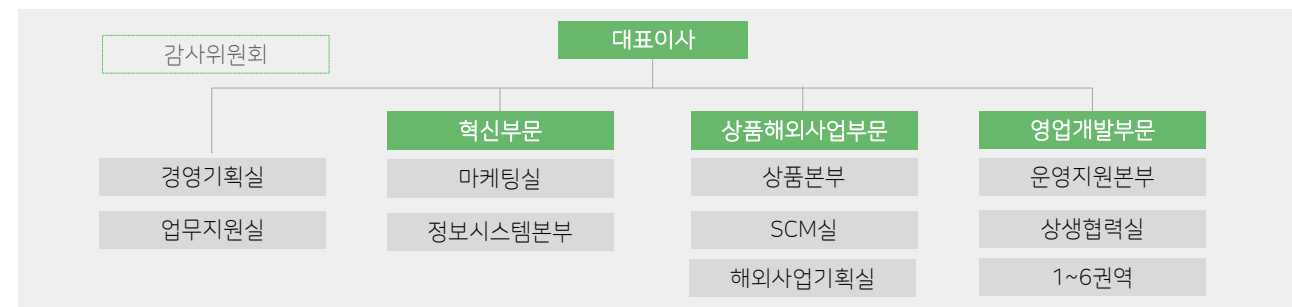 감사위원회
대표이사
혁신부문
상품해외사업부문
영업개발부문
경영기획실
마케팅실
상품본부
운영지원본부
업무지원실
정보시스템본부
SCM실
상생협력실
해외사업기획실
1~6권역